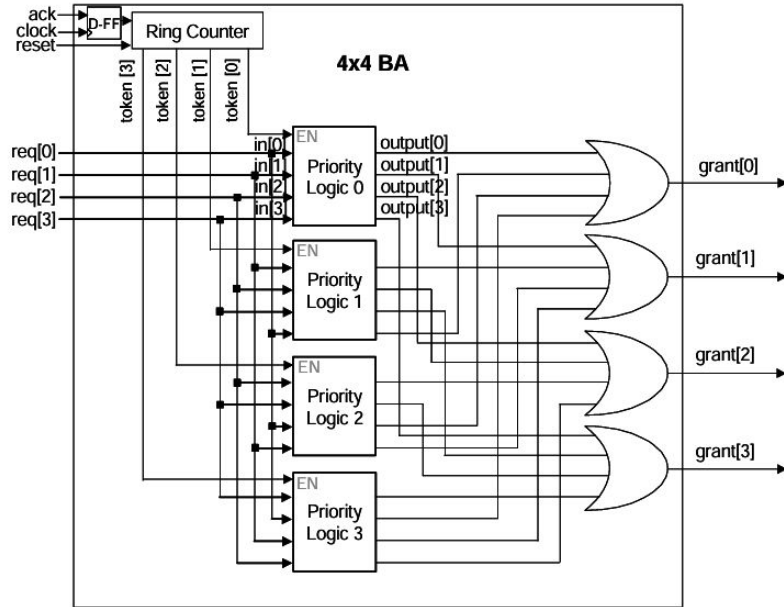 ack
clock
reset
D-FF
Ring Counter
token [3]
token [2]
token [1]
token [0]
4x4 BA
req[0]
req[1]
req[2]
req[3]
in[0]
in[1]
in[2]
in[3]
EN
Priority
Logic 0
output[0]
output[1]
output[2]
output[3]
EN
Priority
Logic 1
EN
Priority
Logic 2
EN
Priority
Logic 3
grant[0]
grant[1]
grant[2]
grant[3]